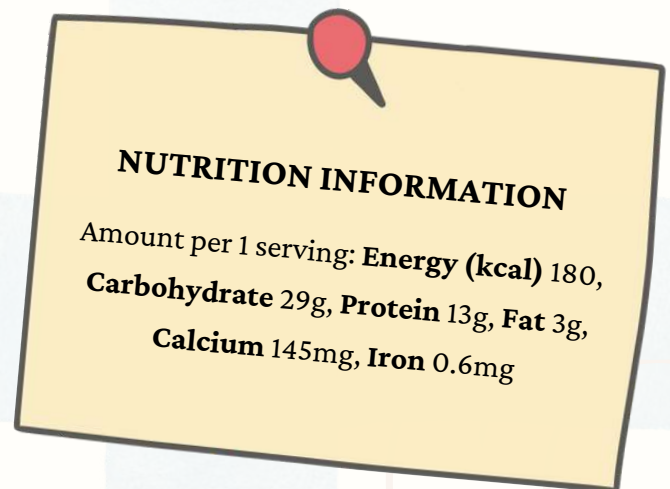 NUTRITION INFORMATION
Amount per 1 serving: Energy (kcal) 180,
Carbohydrate 29g, Protein 13g, Fat 3g,
Calcium 145mg, Iron 0.6mg